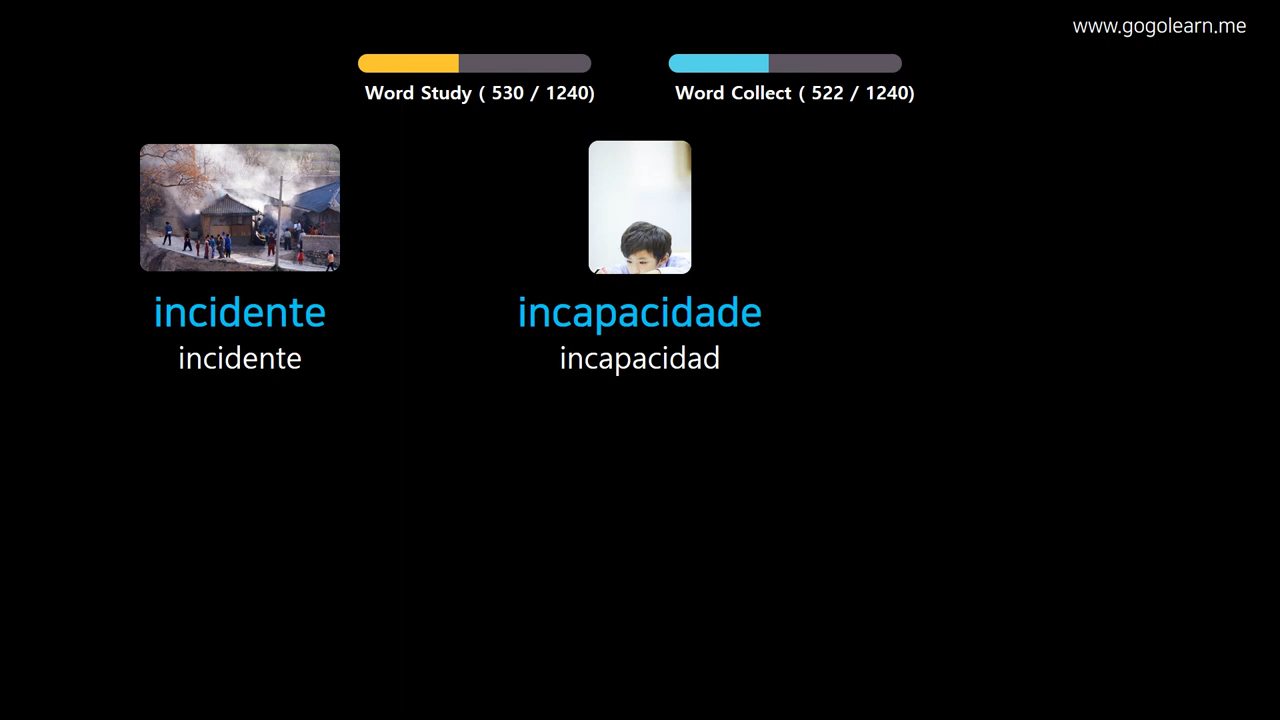 www.gogolearn.me
Word Study ( 530 / 1240)
Word Collect ( 522 / 1240)
incidente
incidente
incapacidade
incapacidad